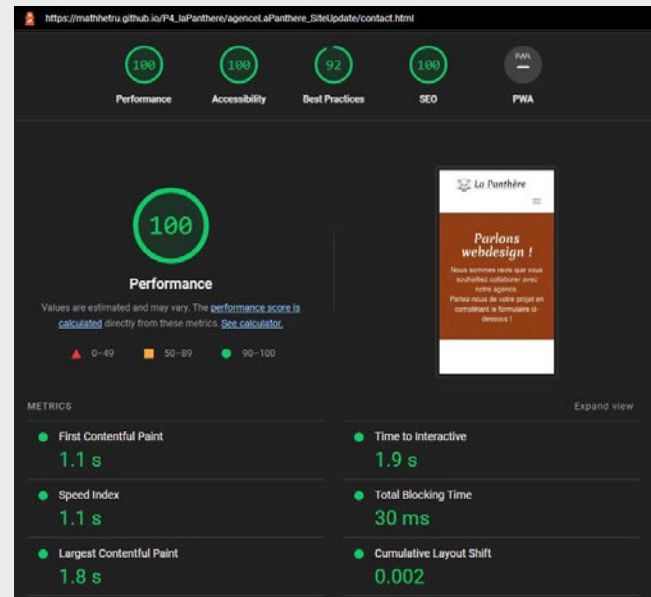 https://mathhetru.github.io/P4_laPanthere/agenceLaPanthere_SiteUpdate/contact.html
100
100
92
100
PWA
Performance
Accessibility
Best Practices
SEO
PWA
100
Performance
Values are estimated and may vary. The performance score is
calculated directly from these metrics. See calculator.
0–49
50–89
90–100
La Panthère
Parlons
webdesign !
Nous sommes ravis que vous
souhaitiez collaborer avec
notre agence.
Parlez-nous de votre projet en
complétant le formulaire ci-
dessous !
METRICS
Expand view
First Contentful Paint
1.1 s
Time to Interactive
1.9 s
Speed Index
1.1 s
Total Blocking Time
30 ms
Largest Contentful Paint
1.8 s
Cumulative Layout Shift
0.002